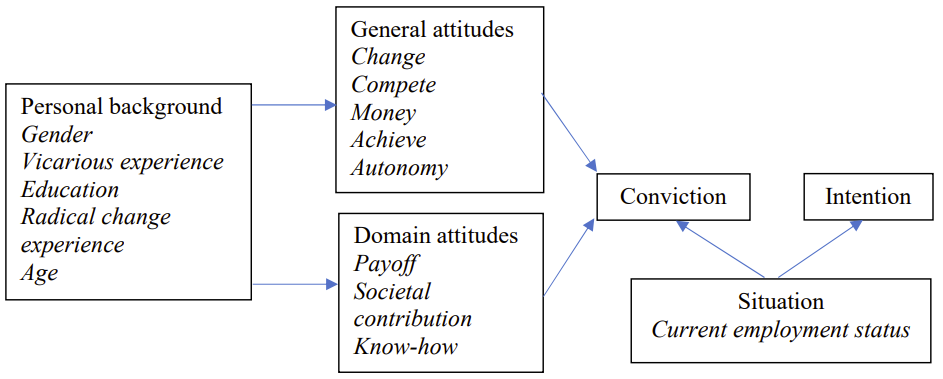 Personal background
Gender
Vicarious experience
Education
Radical change
experience
Age
General attitudes
Change
Compete
Money
Achieve
Autonomy
Domain attitudes
Payoff
Societal
contribution
Know-how
Conviction
Intention
Situation
Current employment status